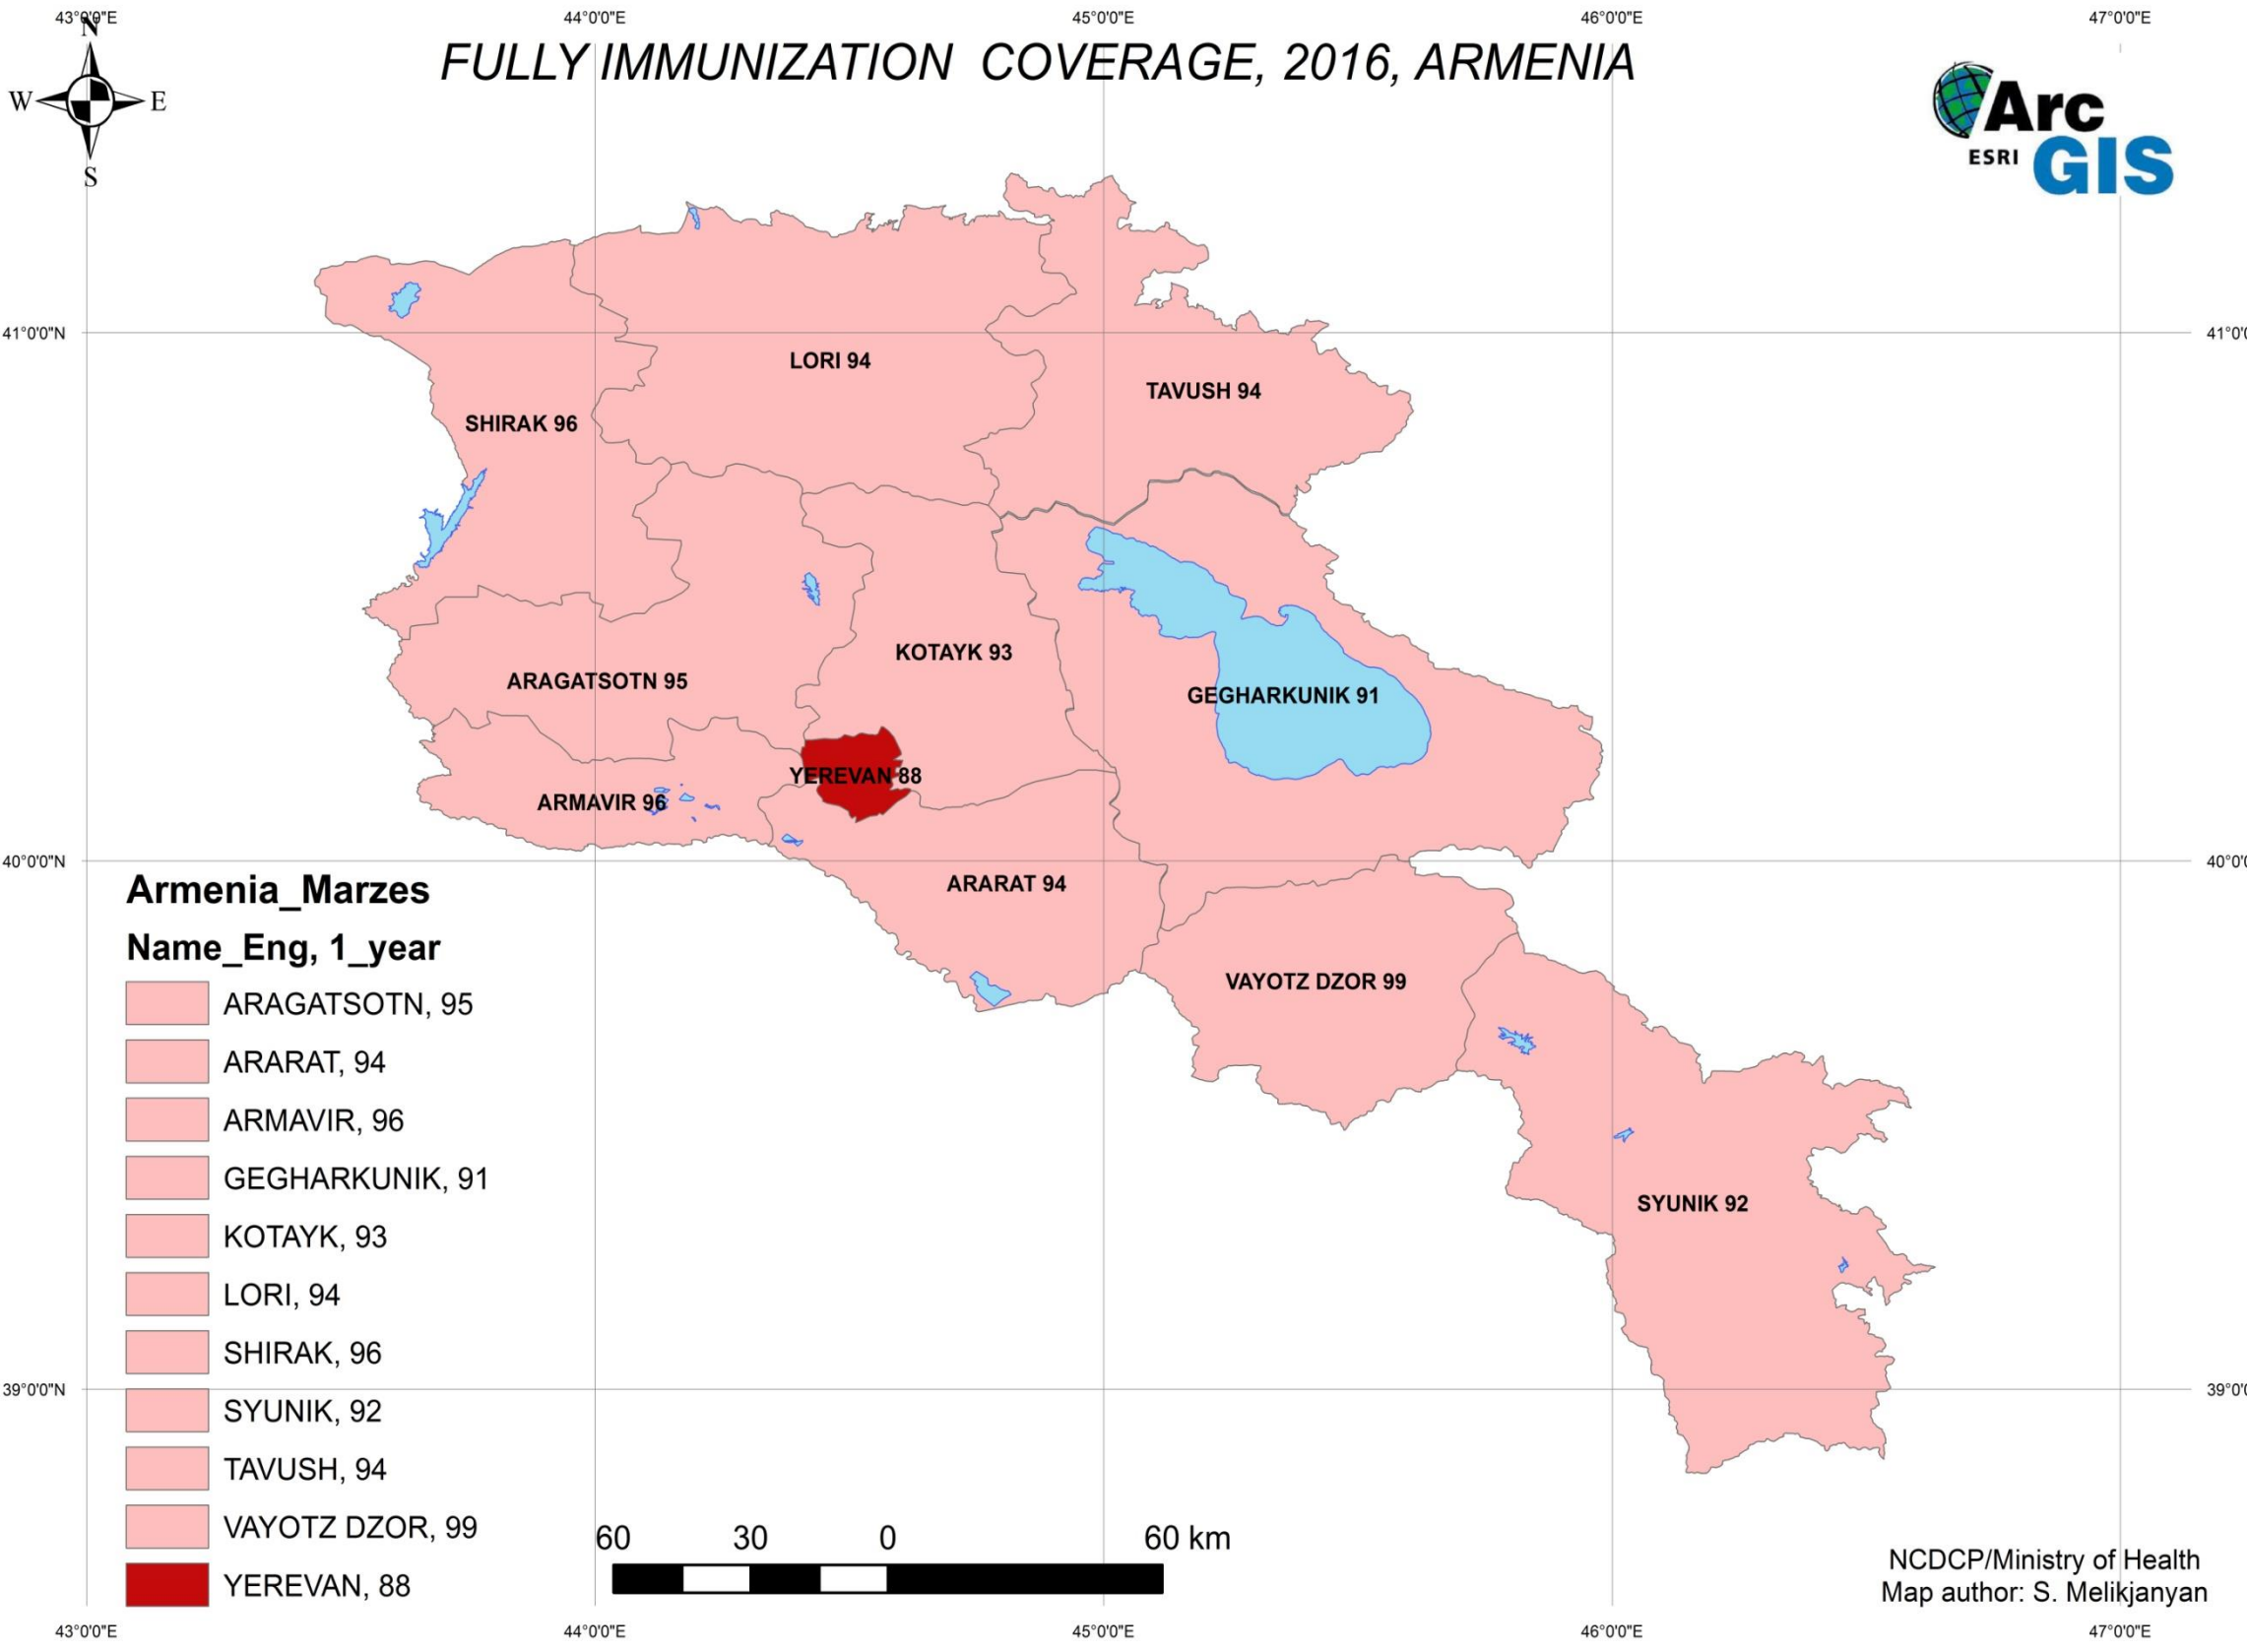 43°0'0"E 44°0'0"E 45°0'0"E 46°0'0"E 47°0'0"E
N
W E
S
FULLY IMMUNIZATION COVERAGE, 2016, ARMENIA
Arc
ESRI GIS
41°0'0"N 41°0'0
LORI 94
TAVUSH 94
SHIRAK 96
KOTAYK 93
ARAGATSOTN 95
GEGHARKUNIK 91
YEREVAN 88
ARMAVIR 96
40°0'0"N 40°0'0
ARARAT 94
VAYOTZ DZOR 99
SYUNIK 92
39°0'0"N 39°0'0
Armenia_Marzes
Name_Eng, 1_year
ARAGATSOTN, 95
ARARAT, 94
ARMAVIR, 96
GEGHARKUNIK, 91
KOTAYK, 93
LORI, 94
SHIRAK, 96
SYUNIK, 92
TAVUSH, 94
VAYOTZ DZOR, 99
YEREVAN, 88
60 30 0 60 km
NCDCP/Ministry of Health
Map author: S. Melikjanyan
43°0'0"E 44°0'0"E 45°0'0"E 46°0'0"E 47°0'0"E